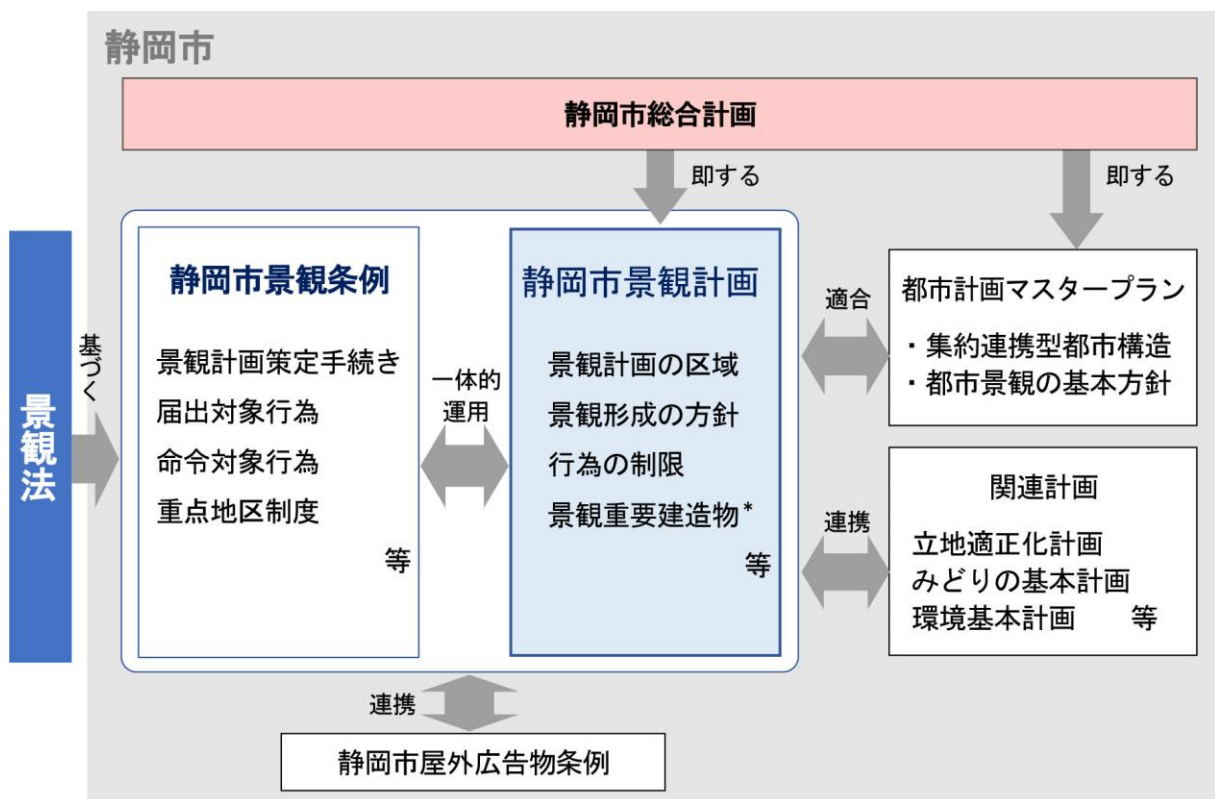 静岡市
静岡市総合計画
即する
即する
景観法
基づく
静岡市景観条例
景観計画策定手続き
届出対象行為
命令対象行為
重点地区制度
等
一体的
運用
静岡市景観計画
景観計画の区域
景観形成の方針
行為の制限
景観重要建造物*
等
適合
都市計画マスタープラン
・集約連携型都市構造
・都市景観の基本方針
連携
関連計画
立地適正化計画
みどりの基本計画
環境基本計画 等
連携
静岡市屋外広告物条例